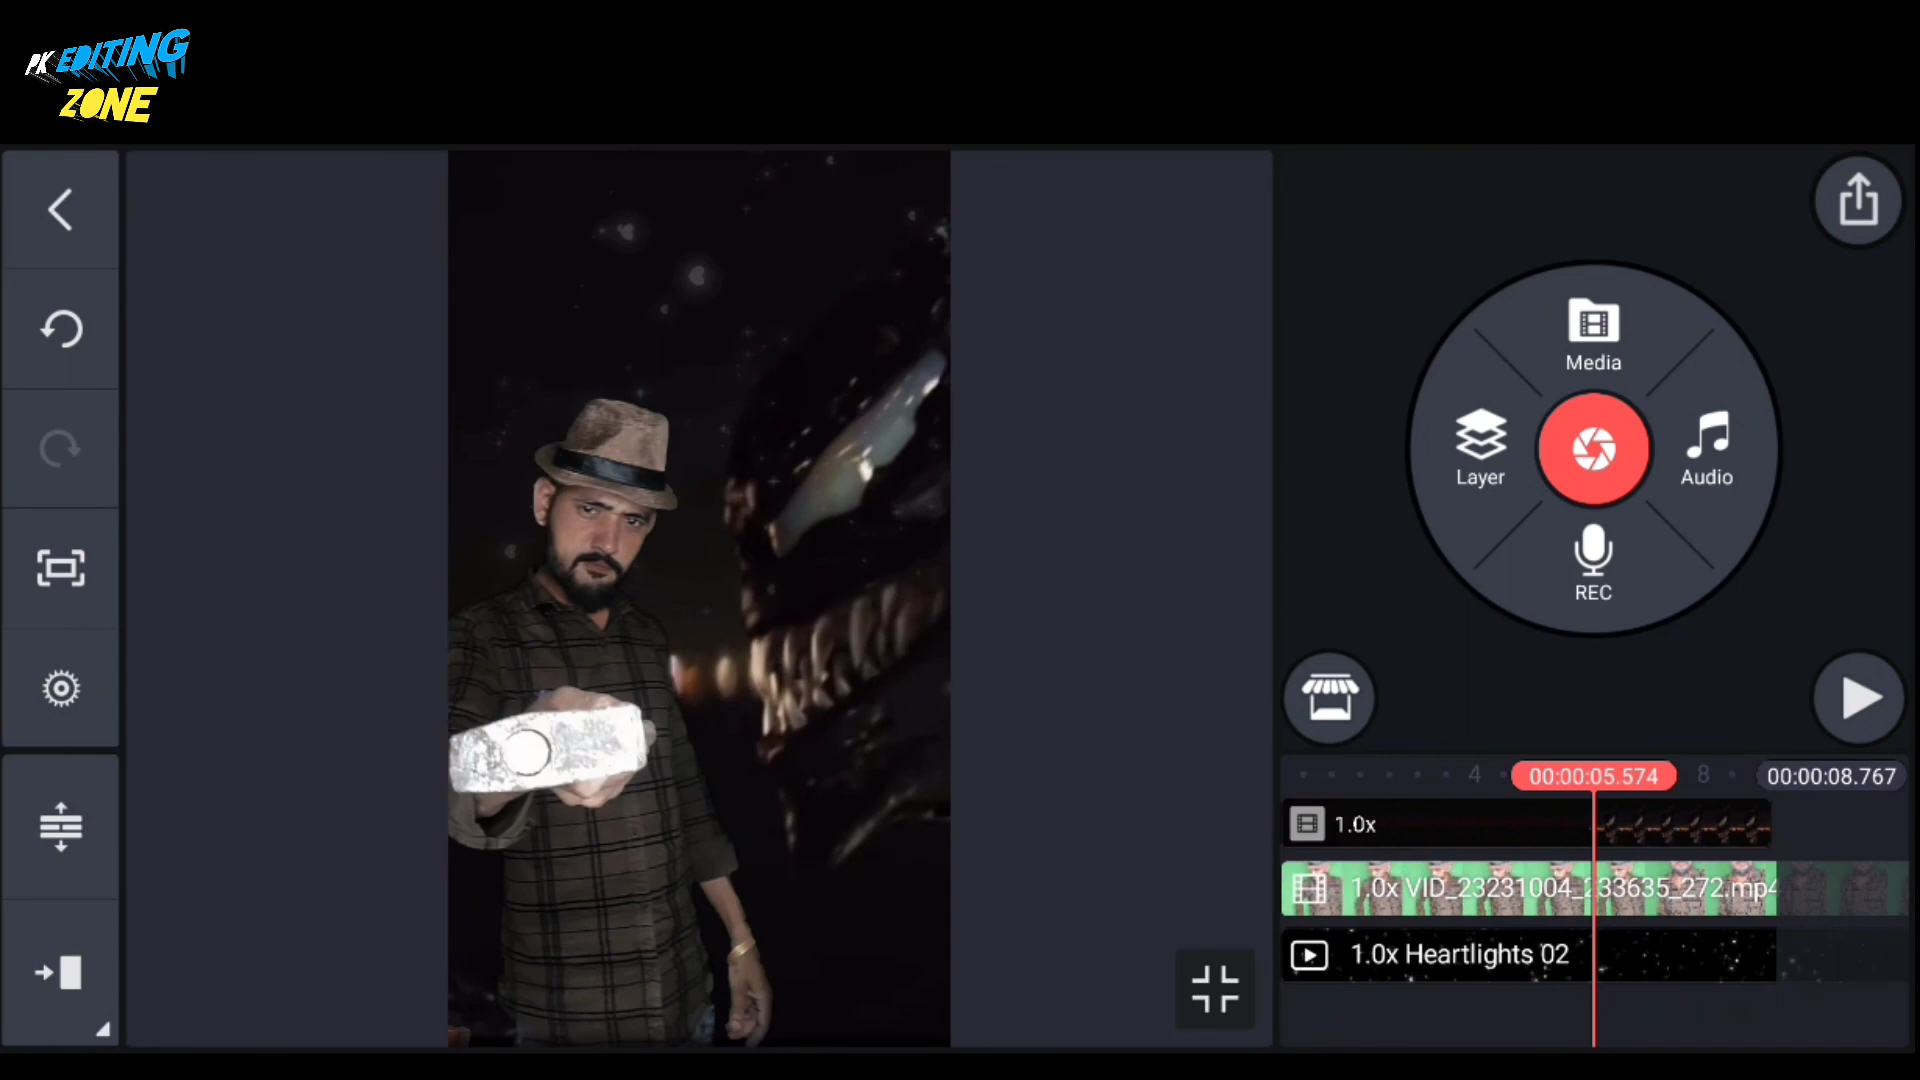 PK EDITING
ZONE
Media
Layer
Audio
REC
4
00:00:05.574
8
00:00:08.767
1.0x
1.0x VID_23231004_233635_272.mp4
1.0x Heartlights 02